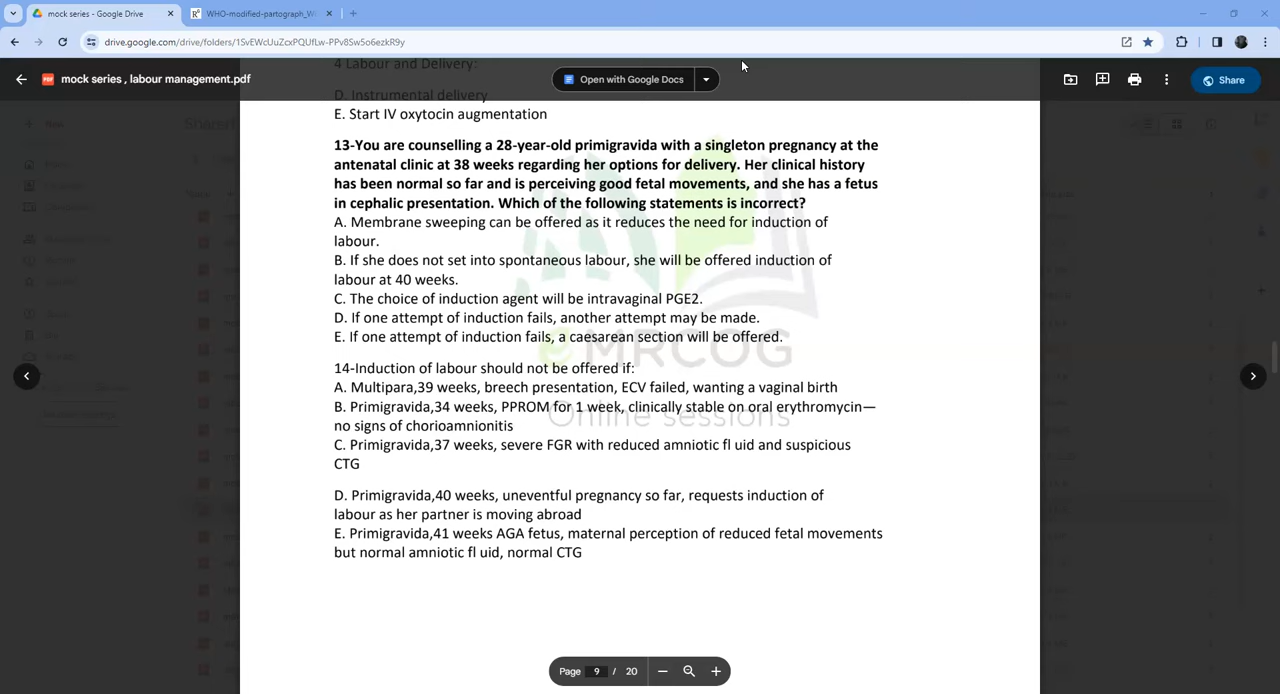 mock series - Google Drive
WHO-modified-partograph_W
drive.google.com/drive/folders/1SvEWcUuZcxPQUfLw-PPv8Sw5o6ezkR9y
mock series , labour management.pdf
Open with Google Docs
Share
4 Labour and Delivery:
D. Instrumental delivery
E. Start IV oxytocin augmentation
13-You are counselling a 28-year-old primigravida with a singleton pregnancy at the
antenatal clinic at 38 weeks regarding her options for delivery. Her clinical history
has been normal so far and is perceiving good fetal movements, and she has a fetus
in cephalic presentation. Which of the following statements is incorrect?
A. Membrane sweeping can be offered as it reduces the need for induction of
labour.
B. If she does not set into spontaneous labour, she will be offered induction of
labour at 40 weeks.
C. The choice of induction agent will be intravaginal PGE2.
D. If one attempt of induction fails, another attempt may be made.
E. If one attempt of induction fails, a caesarean section will be offered.
eMRCOG
14-Induction of labour should not be offered if:
A. Multipara,39 weeks, breech presentation, ECV failed, wanting a vaginal birth
B. Primigravida,34 weeks, PPROM for 1 week, clinically stable on oral erythromycin—
Online sessions
no signs of chorioamnionitis
C. Primigravida,37 weeks, severe FGR with reduced amniotic fl uid and suspicious
CTG
D. Primigravida,40 weeks, uneventful pregnancy so far, requests induction of
labour as her partner is moving abroad
E. Primigravida,41 weeks AGA fetus, maternal perception of reduced fetal movements
but normal amniotic fl uid, normal CTG
Page 9 / 20